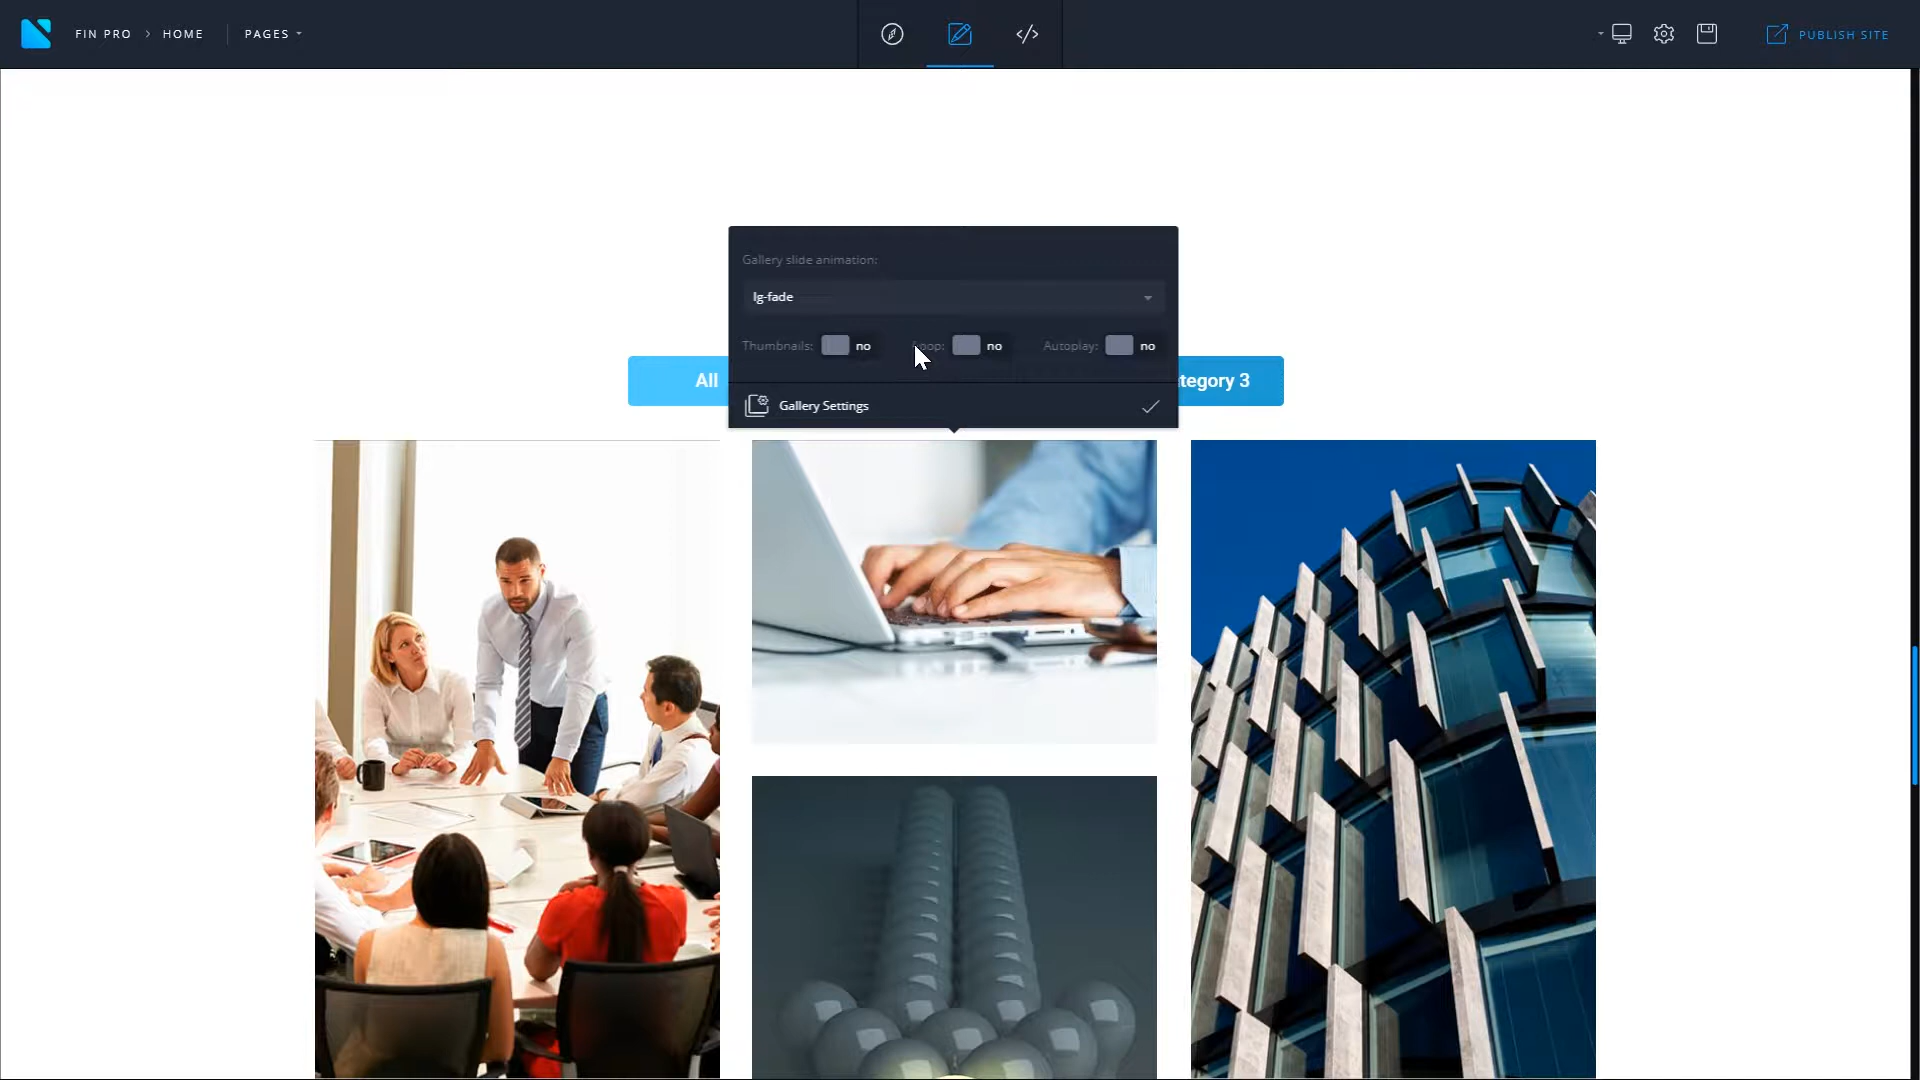 FIN PRO > HOME PAGES
PUBLISH SITE
Gallery slide animation:
lg-fade
Thumbnails: no no Autoplay: no
All
tegory 3
Gallery Settings